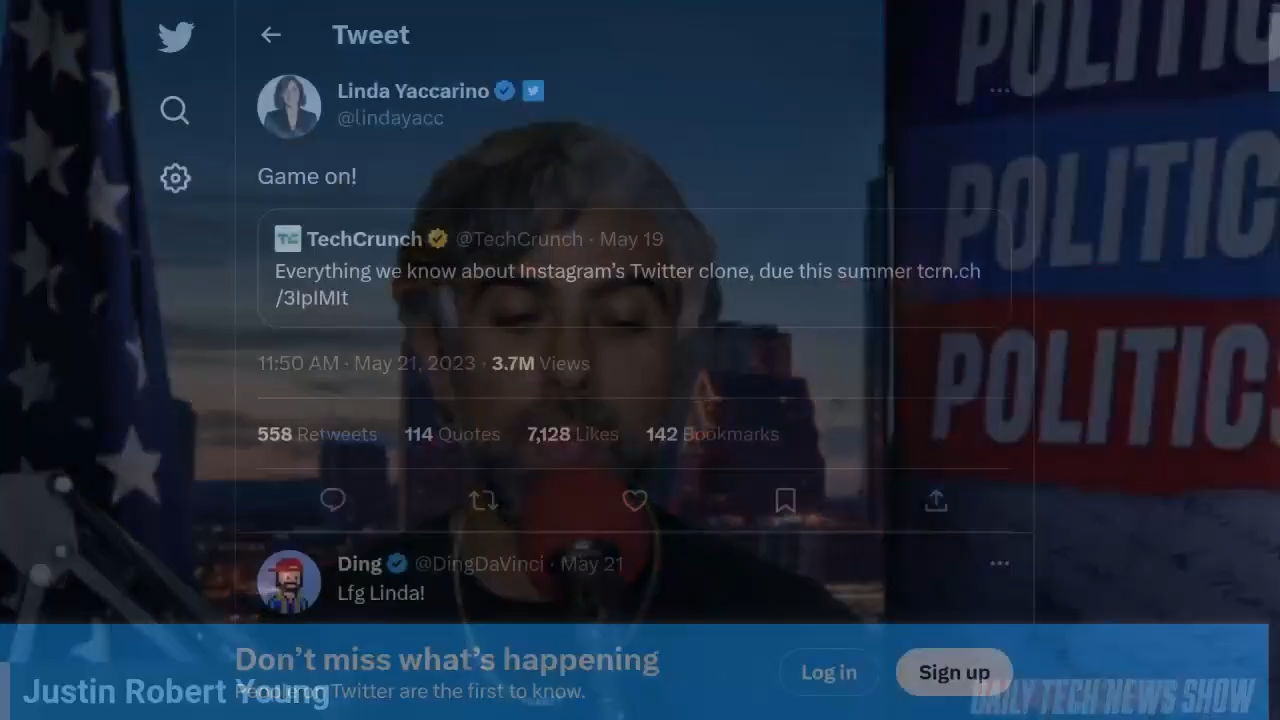 Tweet
Linda Yaccarino
@lindayacc
Game on!
TechCrunch @TechCrunch · May 19
Everything we know about Instagram's Twitter clone, due this summer tcrn.ch
/3IpIMIt
11:50 AM · May 21, 2023 · 3.7M Views
558 Retweets 114 Quotes 7,128 Likes 142 Bookmarks
Ding @DingDaVinci · May 21
Lfg Linda!
Don't miss what's happening
People on Twitter are the first to know.
Log in
Sign up
Justin Robert Young
DAILY TECH NEWS SHOW
POLITIC
POLITIC
POLITICS